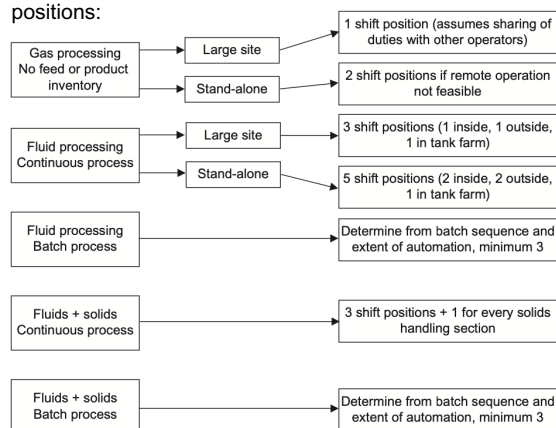 positions:
Gas processing
No feed or product
inventory
Large site
1 shift position (assumes sharing of
duties with other operators)
Stand-alone
2 shift positions if remote operation
not feasible
Fluid processing
Continuous process
Large site
3 shift positions (1 inside, 1 outside,
1 in tank farm)
Stand-alone
5 shift positions (2 inside, 2 outside,
1 in tank farm)
Fluid processing
Batch process
Determine from batch sequence and
extent of automation, minimum 3
Fluids + solids
Continuous process
3 shift positions + 1 for every solids
handling section
Fluids + solids
Batch process
Determine from batch sequence and
extent of automation, minimum 3